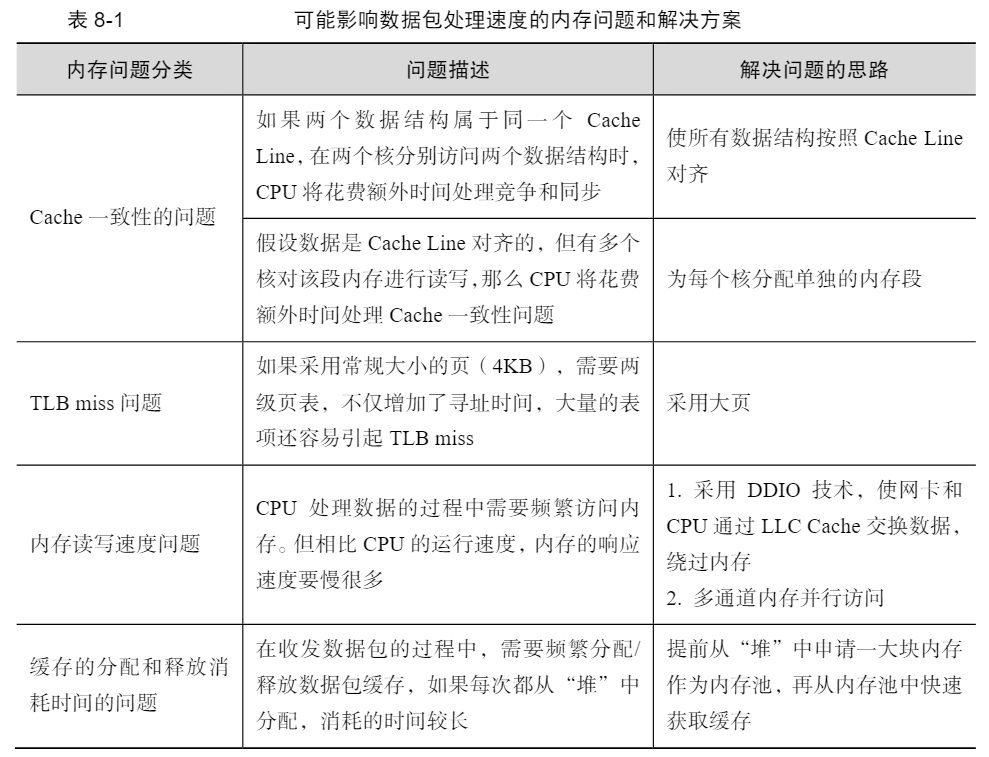 表 8-1 可能影响数据包处理速度的内存问题和解决方案
内存问题分类 问题描述 解决问题的思路
Cache 一致性的问题
如果两个数据结构属于同一个 Cache
Line，在两个核分别访问两个数据结构时，
CPU 将花费额外时间处理竞争和同步
使所有数据结构按照 Cache Line
对齐
假设数据是 Cache Line 对齐的，但有多个
核对该段内存进行读写，那么 CPU 将花费
额外时间处理 Cache 一致性问题
为每个核分配单独的内存段
TLB miss 问题
如果采用常规大小的页（4KB），需要两
级页表，不仅增加了寻址时间，大量的表
项还容易引起 TLB miss
采用大页
内存读写速度问题
CPU 处理数据的过程中需要频繁访问内
存。但相比 CPU 的运行速度，内存的响应
速度要慢很多
1. 采用 DDIO 技术，使网卡和
CPU 通过 LLC Cache 交换数据，
绕过内存
2. 多通道内存并行访问
缓存的分配和释放消
耗时间的问题
在收发数据包的过程中，需要频繁分配/
释放数据包缓存，如果每次都从“堆”中
分配，消耗的时间较长
提前从“堆”中申请一大块内存
作为内存池，再从内存池中快速
获取缓存